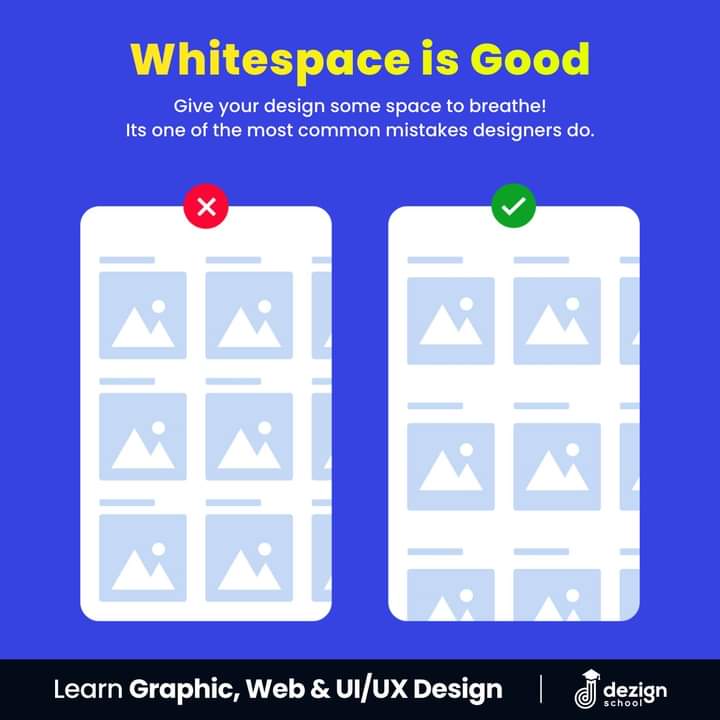 Whitespace is Good
Give your design some space to breathe!
Its one of the most common mistakes designers do.
Learn Graphic, Web & UI/UX Design
dezign
school